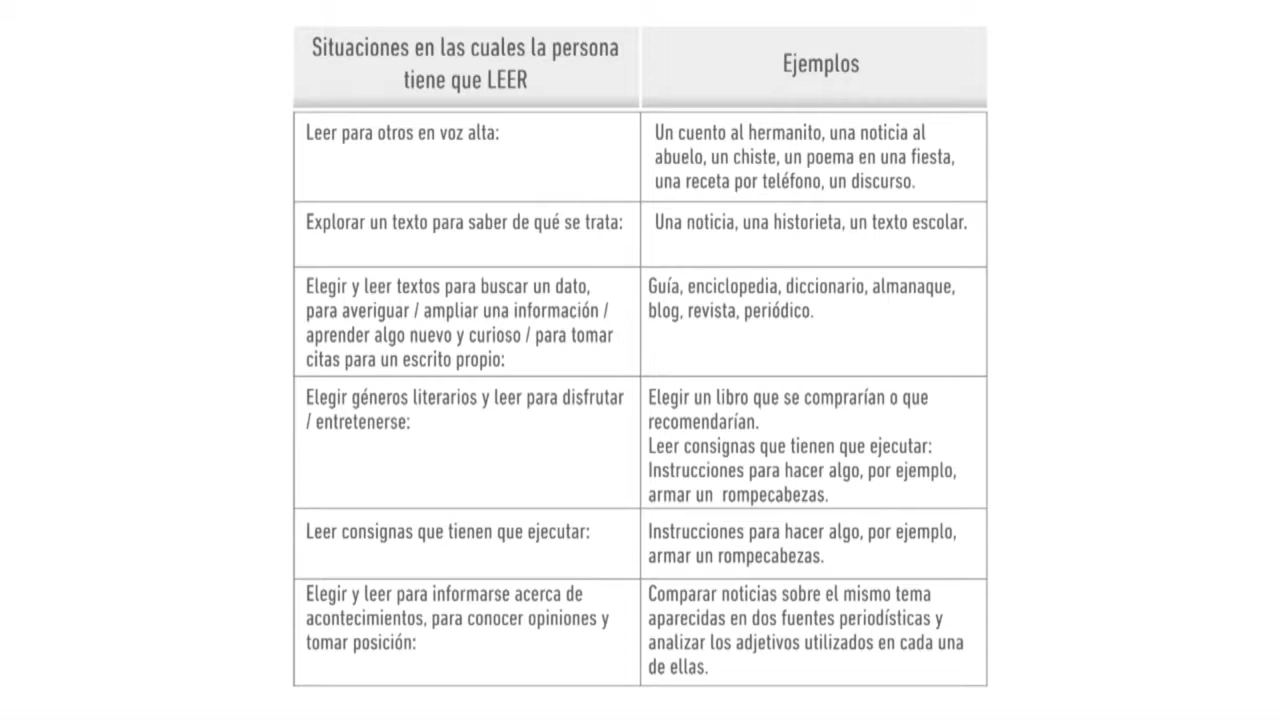 Situaciones en las cuales la persona
tiene que LEER
Ejemplos
Leer para otros en voz alta:
Un cuento al hermanito, una noticia al
abuelo, un chiste, un poema en una fiesta,
una receta por teléfono, un discurso.
Explorar un texto para saber de qué se trata:
Una noticia, una historieta, un texto escolar.
Elegir y leer textos para buscar un dato,
para averiguar / ampliar una información /
aprender algo nuevo y curioso / para tomar
citas para un escrito propio:
Guía, enciclopedia, diccionario, almanaque,
blog, revista, periódico.
Elegir géneros literarios y leer para disfrutar
/ entretenerse:
Elegir un libro que se comprarían o que
recomendarían.
Leer consignas que tienen que ejecutar:
Instrucciones para hacer algo, por ejemplo,
armar un rompecabezas.
Leer consignas que tienen que ejecutar:
Instrucciones para hacer algo, por ejemplo,
armar un rompecabezas.
Elegir y leer para informarse acerca de
acontecimientos, para conocer opiniones y
tomar posición:
Comparar noticias sobre el mismo tema
aparecidas en dos fuentes periodísticas y
analizar los adjetivos utilizados en cada una
de ellas.